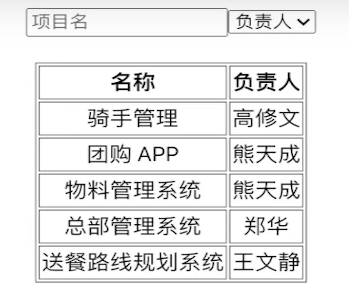 项目名 负责人
名称 负责人
骑手管理 高修文
团购 APP 熊天成
物料管理系统 熊天成
总部管理系统 郑华
送餐路线规划系统 王文静